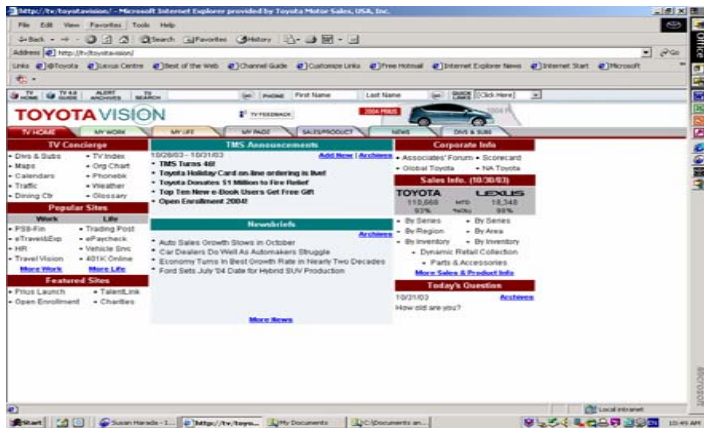 http://tv/toyotavision/ - Microsoft Internet Explorer provided by Toyota Motor Sales, USA, Inc.
File Edit View Favorites Tools Help
Back Search Favorites History
Address http://tv/toyotavision/ Go
Links @Toyota Lexus Centre Best of the Web Channel Guide Customize Links Free Hotmail Internet Explorer News Internet Start Microsoft
TV HOME TV 4.0 GUIDE ALERT ARCHIVES TV SEARCH GO PHONE First Name Last Name GO QUICK LINKS [Click Here]
TOYOTAVISION TV FEEDBACK 2004 PRIUS
TV HOME MY WORK MY LIFE MY PAGE SALES/PRODUCT NEWS DIVS & SUBS
TV Concierge
• Divs & Subs • TV Index
• Maps • Org Chart
• Calendars • Phonebk
• Traffic • Weather
• Dining Ctr • Glossary
Popular Sites
Work Life
• PSB-Fin • Trading Post
• eTravel&Exp • ePaycheck
• HR • Vehicle Svs
• Travel Vision • 401K Online
More Work More Life
Featured Sites
• Prius Launch • TalentLink
• Open Enrollment • Charities
TMS Announcements
10/28/03 - 10/31/03 Add New | Archives
• TMS Turns 46!
• Toyota Holiday Card on-line ordering is live!
• Toyota Donates $1 Million to Fire Relief
• Top Ten New e-Book Users Get Free Gift
• Open Enrollment 2004!
Newsbriefs
Archives
• Auto Sales Growth Slows in October
• Car Dealers Do Well As Automakers Struggle
• Economy Turns In Best Growth Rate in Nearly Two Decades
• Ford Sets July '04 Date for Hybrid SUV Production
More News
Corporate Info
• Associates' Forum • Scorecard
• Global Toyota • NA Toyota
Sales Info. (10/30/03)
TOYOTA LEXUS
110,660 MTD 18,348
93% %OBJ 98%
• By Series • By Series
• By Region • By Area
• By Inventory • By Inventory
• Dynamic Retail Collection
• Parts & Accessories
More Sales & Product Info
Today's Question
10/31/03 Archives
How old are you?
Office
Microsoft
Local intranet
Start Susan Harada - I... http://tv/toyo... My Documents C:\Documents an... 10:49 AM